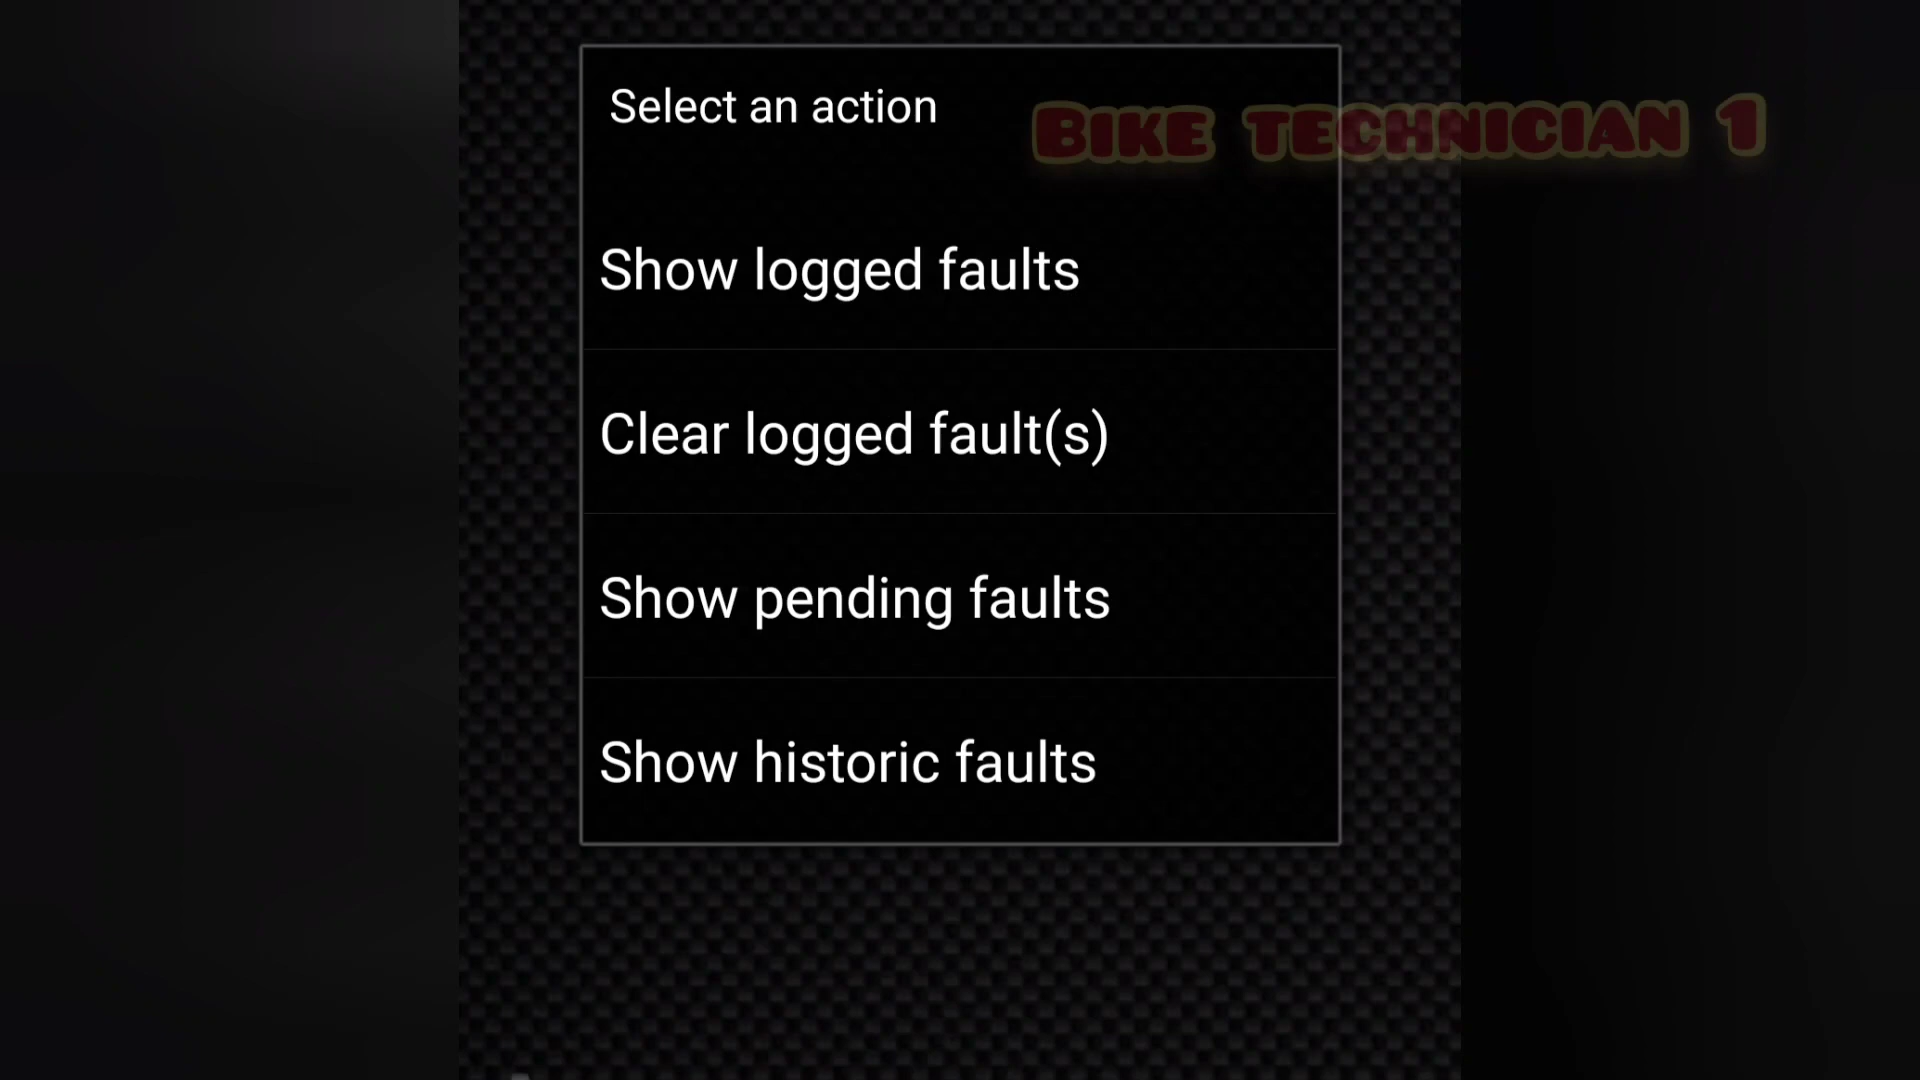 Select an action
BIKE TECHNICIAN 1
Show logged faults
Clear logged fault(s)
Show pending faults
Show historic faults